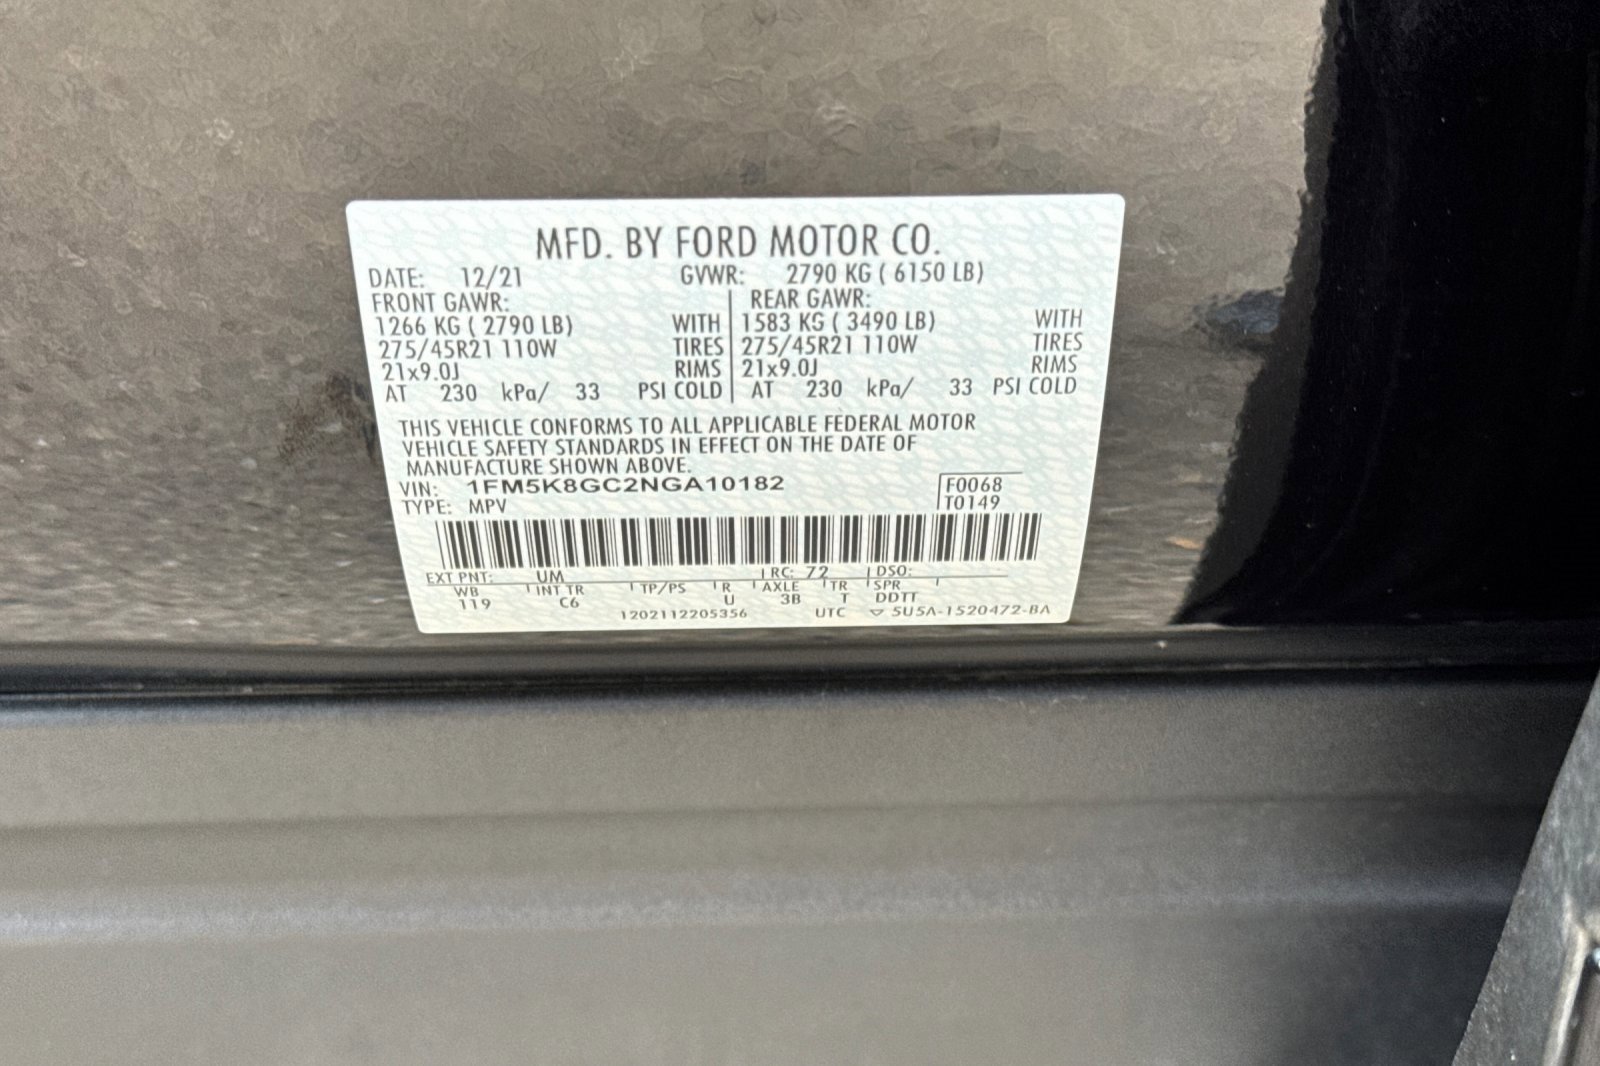 MFD. BY FORD MOTOR CO.
DATE: 12/21 GVWR: 2790 KG ( 6150 LB)
FRONT GAWR: REAR GAWR:
1266 KG ( 2790 LB) WITH 1583 KG ( 3490 LB) WITH
275/45R21 110W TIRES 275/45R21 110W TIRES
21x9.0J RIMS 21x9.0J RIMS
AT 230 kPa/ 33 PSI COLD AT 230 kPa/ 33 PSI COLD
THIS VEHICLE CONFORMS TO ALL APPLICABLE FEDERAL MOTOR
VEHICLE SAFETY STANDARDS IN EFFECT ON THE DATE OF
MANUFACTURE SHOWN ABOVE.
VIN: 1FM5K8GC2NGA10182 F0068
TYPE: MPV T0149
EXT PNT: UM RC: 72 DSO:
WB INT TR TP/PS R AXLE TR SPR
119 C6 U 3B T DDTT
1202112205356 UTC ▽ 5U5A-1520472-BA